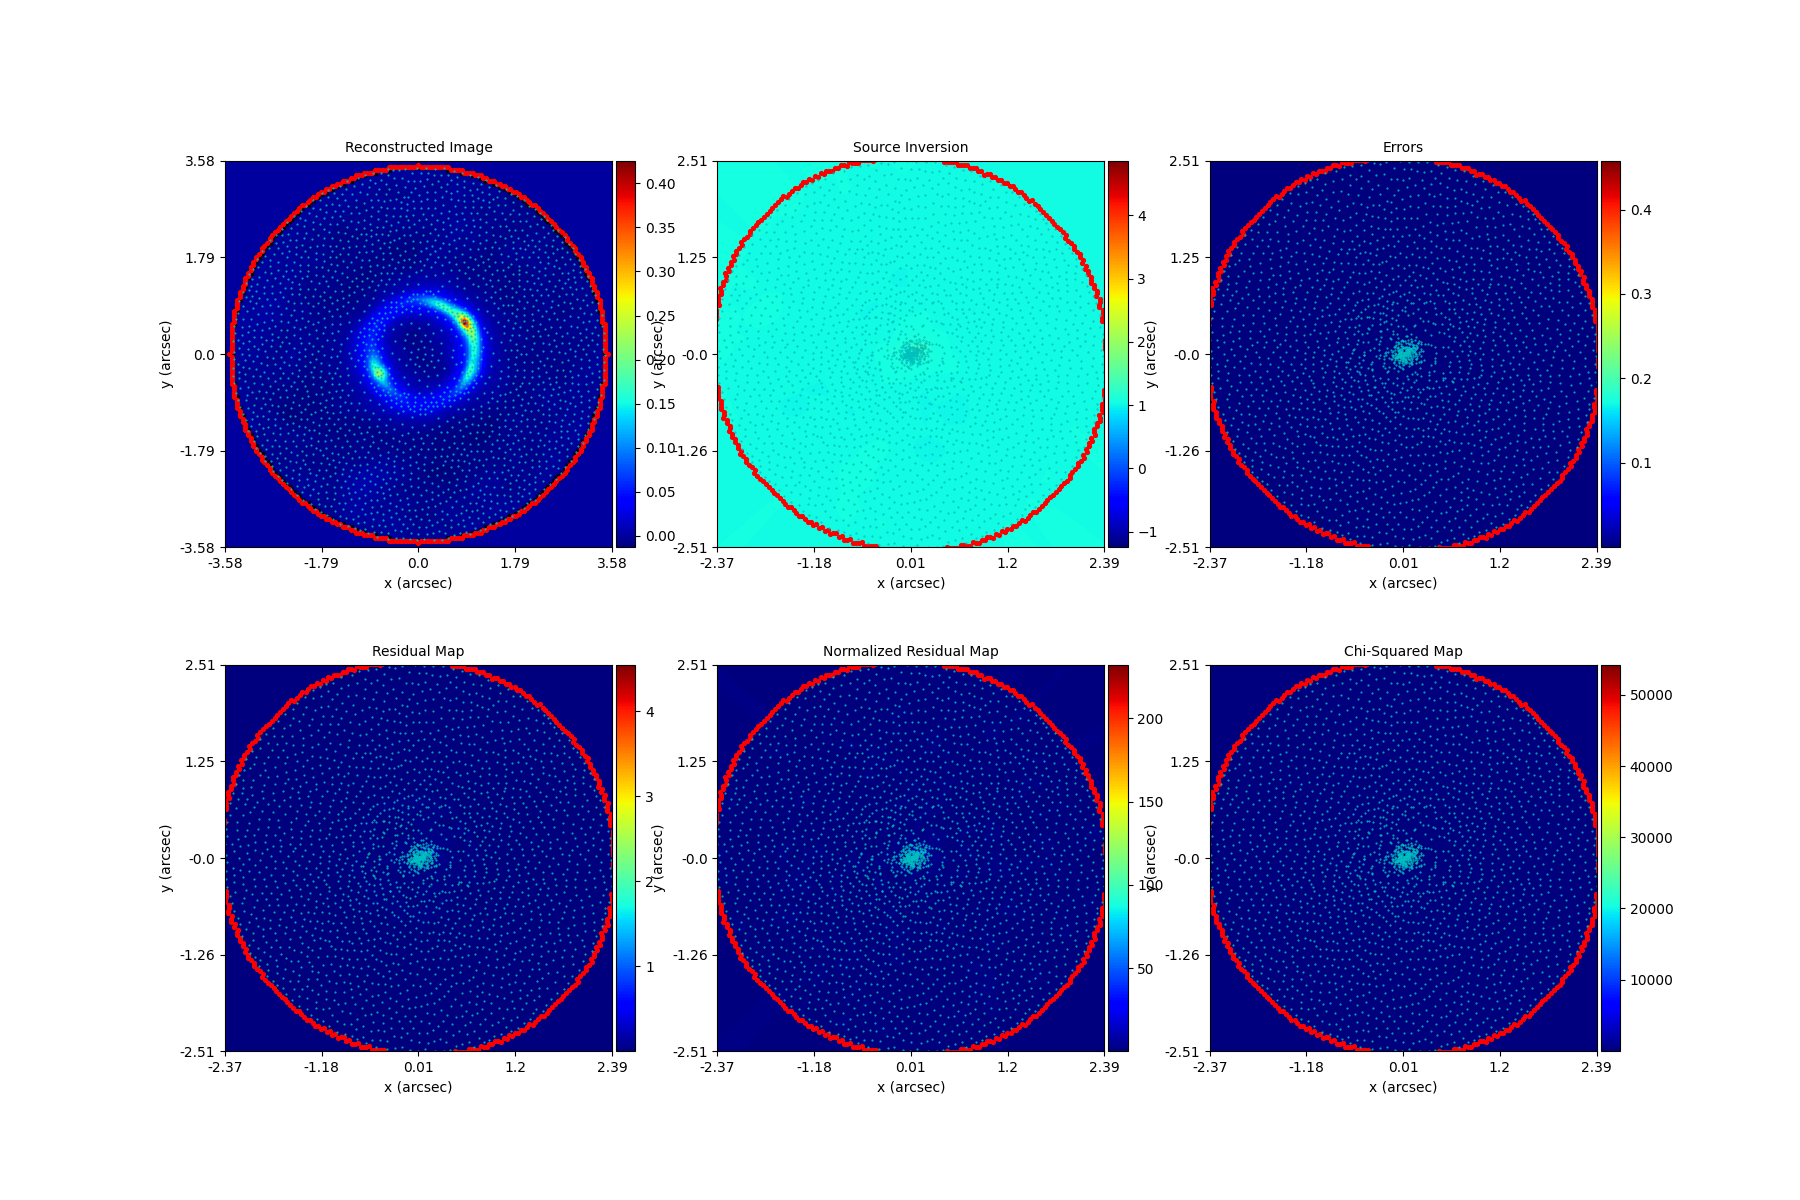 Reconstructed Image
3.58
1.79
0.0
-1.79
-3.58
y (arcsec)
-3.58 -1.79 0.0 1.79 3.58
x (arcsec)
0.40
0.35
0.30
0.25
0.20
0.15
0.10
0.05
0.00
Source Inversion
2.51
1.25
-0.0
-1.26
-2.51
y (arcsec)
-2.37 -1.18 0.01 1.2 2.39
x (arcsec)
4
3
2
1
0
−1
Errors
2.51
1.25
-0.0
-1.26
-2.51
y (arcsec)
-2.37 -1.18 0.01 1.2 2.39
x (arcsec)
0.4
0.3
0.2
0.1
Residual Map
2.51
1.25
-0.0
-1.26
-2.51
y (arcsec)
-2.37 -1.18 0.01 1.2 2.39
x (arcsec)
4
3
2
1
Normalized Residual Map
2.51
1.25
-0.0
-1.26
-2.51
y (arcsec)
-2.37 -1.18 0.01 1.2 2.39
x (arcsec)
200
150
100
50
Chi-Squared Map
2.51
1.25
-0.0
-1.26
-2.51
y (arcsec)
-2.37 -1.18 0.01 1.2 2.39
x (arcsec)
50000
40000
30000
20000
10000